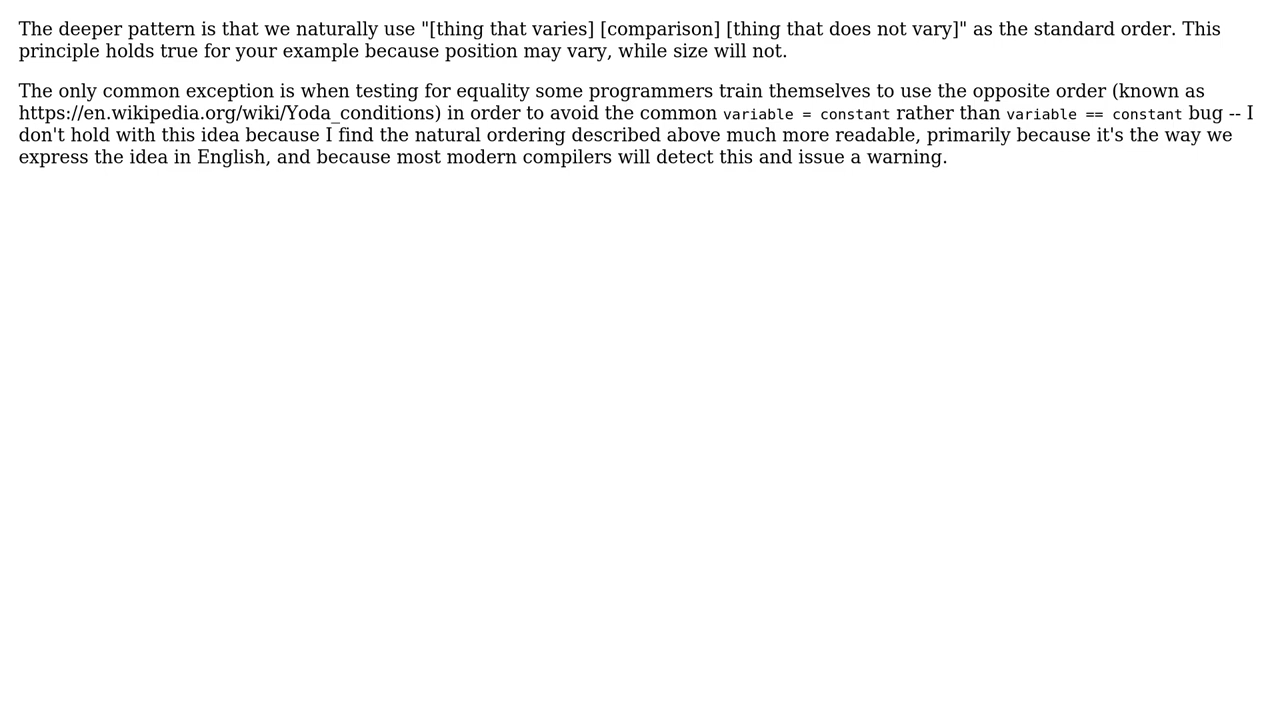 The deeper pattern is that we naturally use "[thing that varies] [comparison] [thing that does not vary]" as the standard order. This
principle holds true for your example because position may vary, while size will not.
The only common exception is when testing for equality some programmers train themselves to use the opposite order (known as
https://en.wikipedia.org/wiki/Yoda_conditions) in order to avoid the common variable = constant rather than variable == constant bug -- I
don't hold with this idea because I find the natural ordering described above much more readable, primarily because it's the way we
express the idea in English, and because most modern compilers will detect this and issue a warning.